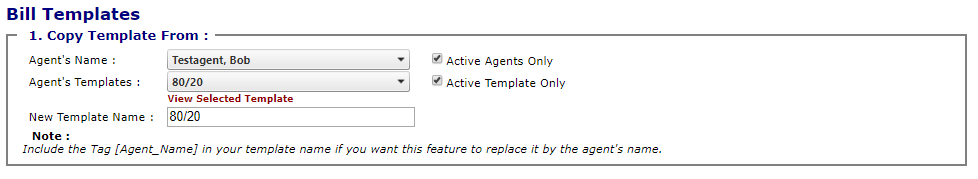 Bill Templates
1. Copy Template From :
Agent's Name : Testagent, Bob Active Agents Only
Agent's Templates : 80/20 Active Template Only
View Selected Template
New Template Name : 80/20
Note :
Include the Tag [Agent_Name] in your template name if you want this feature to replace it by the agent's name.